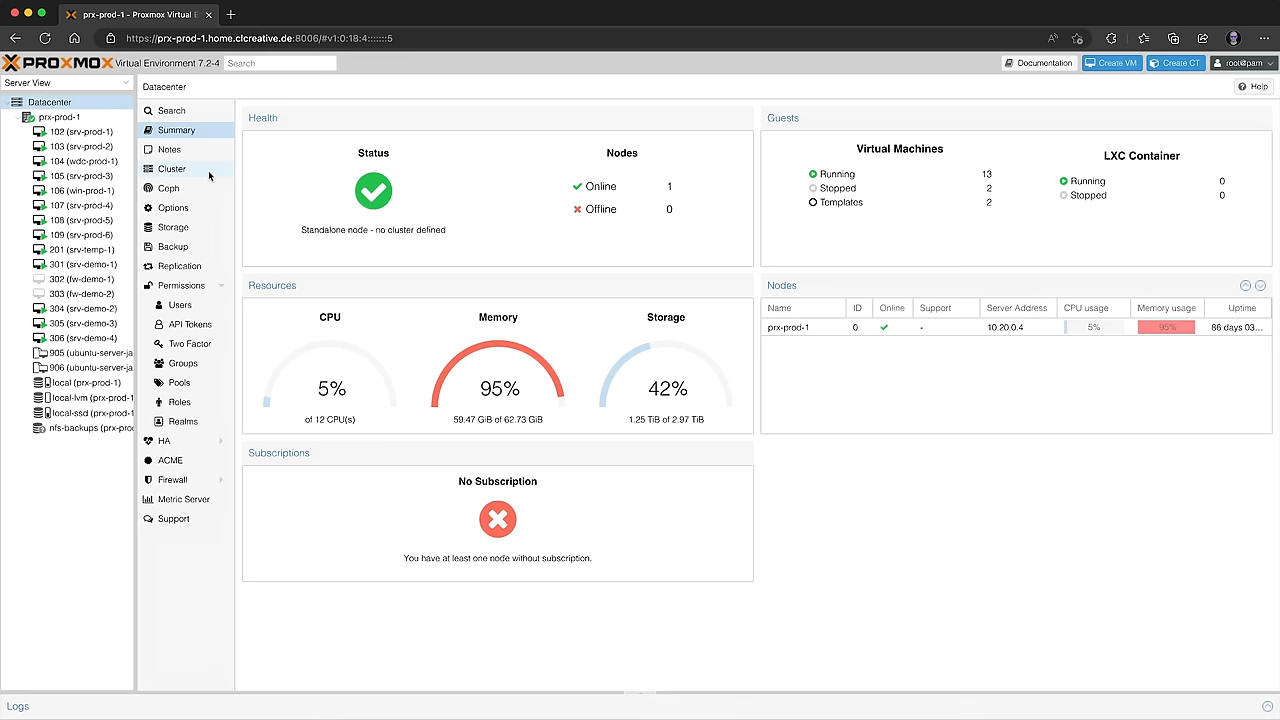 prx-prod-1 - Proxmox Virtual E
https://prx-prod-1.home.clcreative.de:8006/#v1:0:18:4:::::::5
PROXMOX Virtual Environment 7.2-4
Search
Documentation
Create VM
Create CT
root@pam
Server View
Datacenter
prx-prod-1
102 (srv-prod-1)
103 (srv-prod-2)
104 (wdc-prod-1)
105 (srv-prod-3)
106 (win-prod-1)
107 (srv-prod-4)
108 (srv-prod-5)
109 (srv-prod-6)
201 (srv-temp-1)
301 (srv-demo-1)
302 (fw-demo-1)
303 (fw-demo-2)
304 (srv-demo-2)
305 (srv-demo-3)
306 (srv-demo-4)
905 (ubuntu-server-ja
906 (ubuntu-server-ja
local (prx-prod-1)
local-lvm (prx-prod-1
local-ssd (prx-prod-1
nfs-backups (prx-proc
Datacenter
Help
Search
Summary
Notes
Cluster
Ceph
Options
Storage
Backup
Replication
Permissions
Users
API Tokens
Two Factor
Groups
Pools
Roles
Realms
HA
ACME
Firewall
Metric Server
Support
Health
Status
Standalone node - no cluster defined
Nodes
Online 1
Offline 0
Guests
Virtual Machines
Running 13
Stopped 2
Templates 2
LXC Container
Running 0
Stopped 0
Resources
CPU
5%
of 12 CPU(s)
Memory
95%
59.47 GiB of 62.73 GiB
Storage
42%
1.25 TiB of 2.97 TiB
Nodes
Name ID Online Support Server Address CPU usage Memory usage Uptime
prx-prod-1 0 - 10.20.0.4 5% 95% 86 days 03...
Subscriptions
No Subscription
You have at least one node without subscription.
Logs